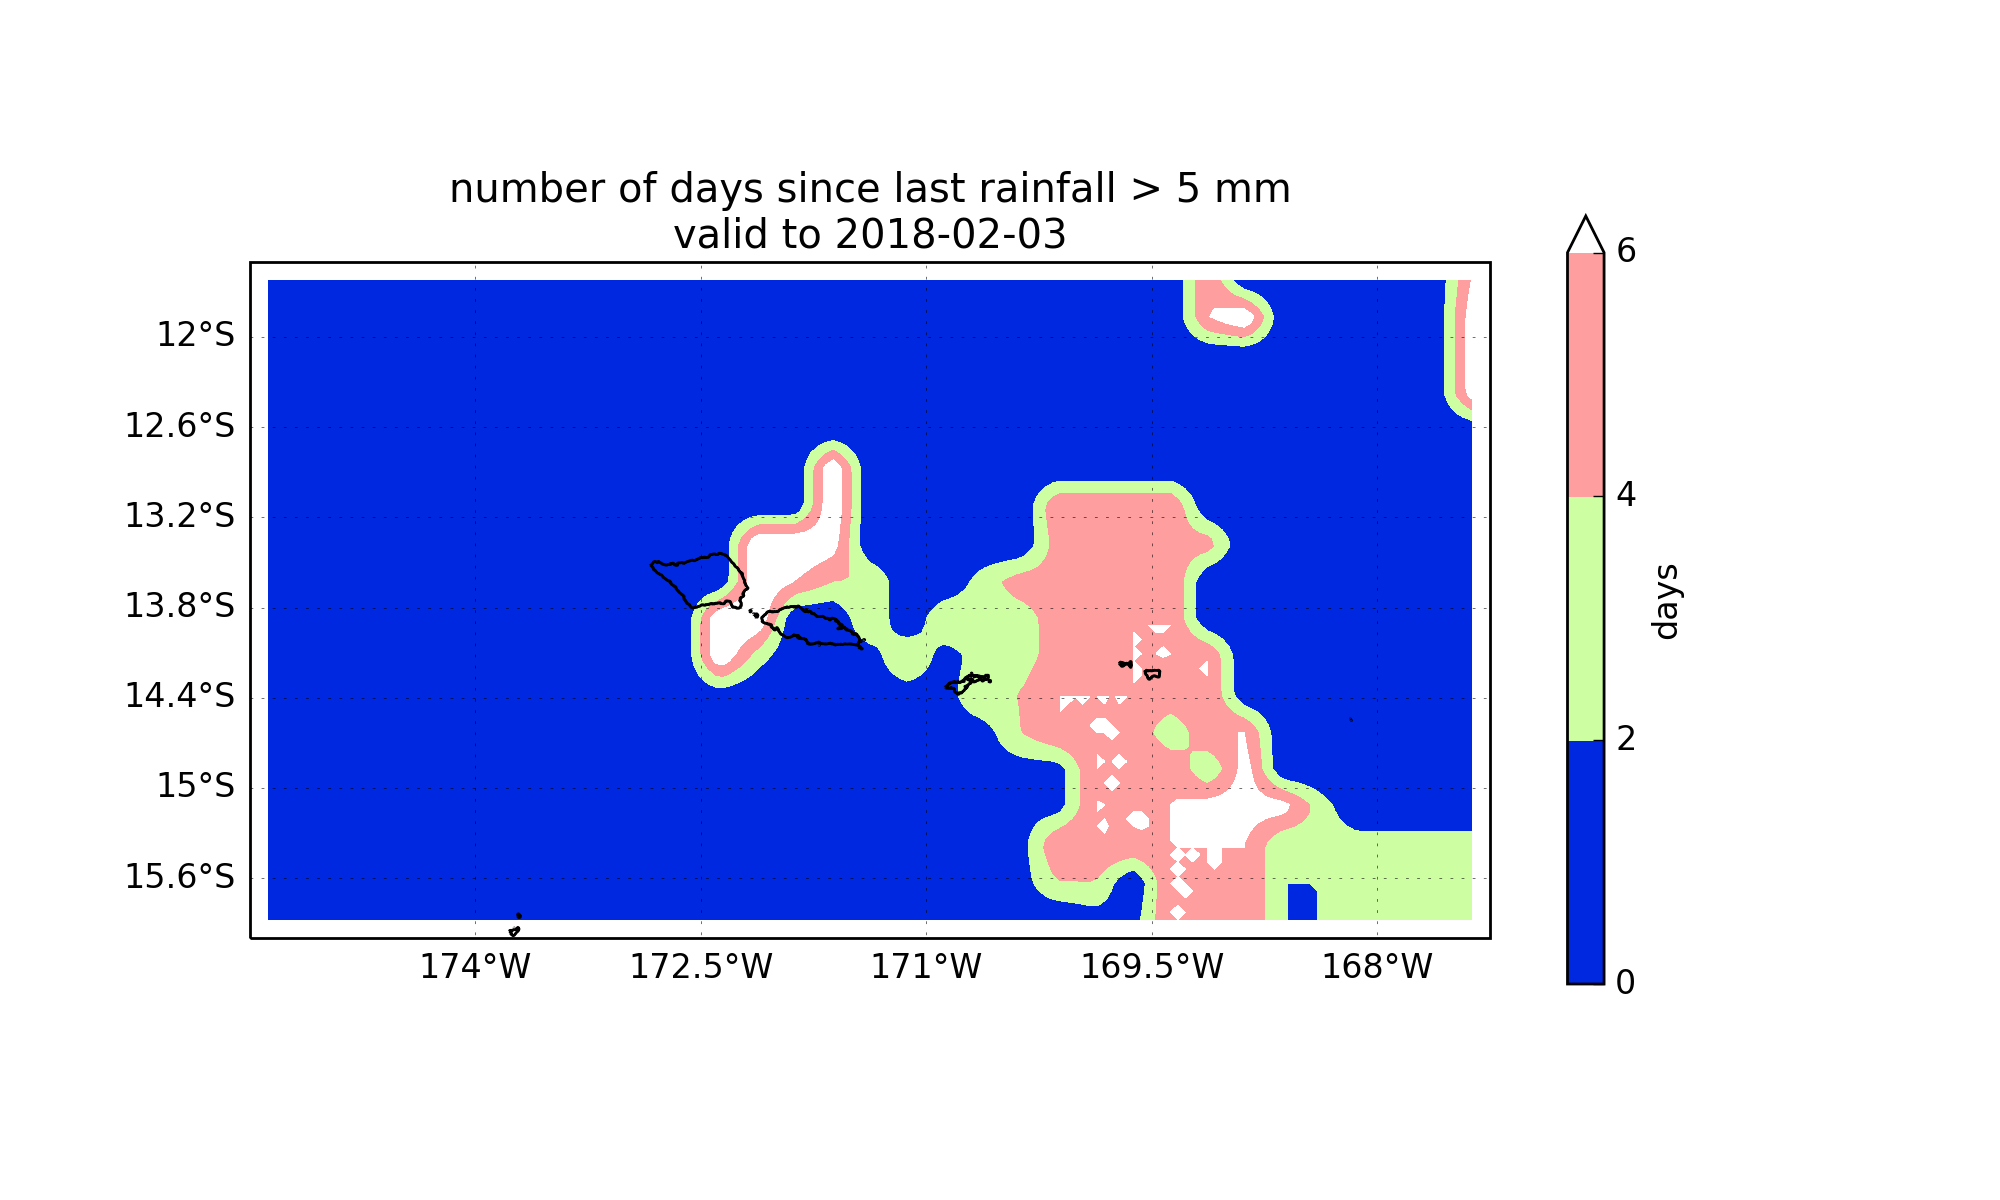 number of days since last rainfall > 5 mm
valid to 2018-02-03
12°S
12.6°S
13.2°S
13.8°S
14.4°S
15°S
15.6°S
174°W 172.5°W 171°W 169.5°W 168°W
6
4
2
0
days